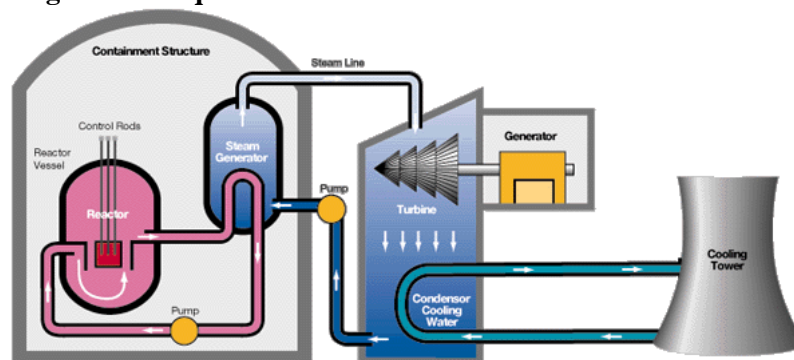 Containment Structure
Steam Line
Control Rods
Reactor
Vessel
Steam
Generator
Reactor
Pump
Pump
Generator
Turbine
Condensor
Cooling
Water
Cooling
Tower